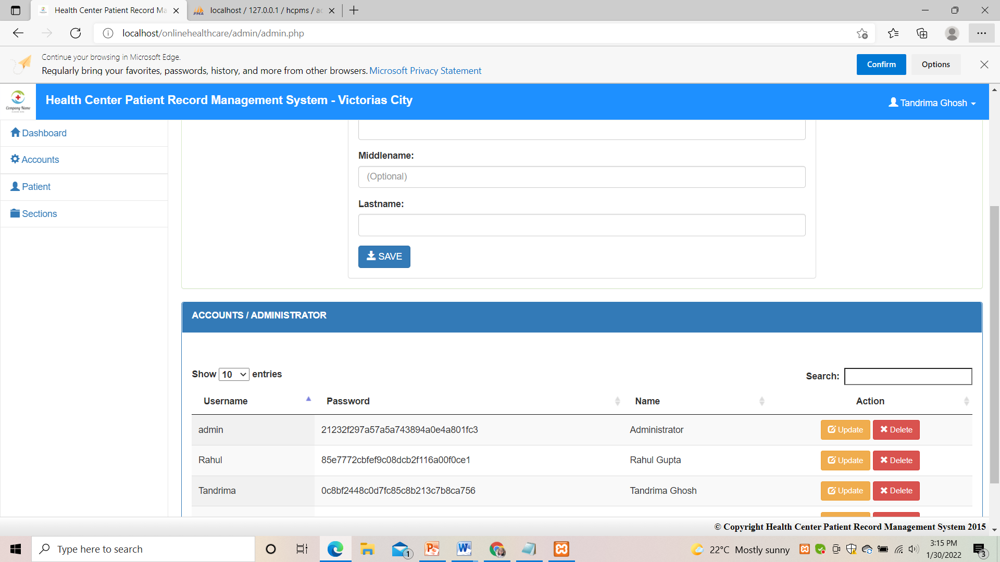 Health Center Patient Record Ma
localhost / 127.0.0.1 / hcpms / ac
localhost/onlinehealthcare/admin/admin.php
Continue your browsing in Microsoft Edge.
Regularly bring your favorites, passwords, history, and more from other browsers. Microsoft Privacy Statement
Confirm
Options
Company Name
Health Center Patient Record Management System - Victorias City
Tandrima Ghosh
Dashboard
Accounts
Patient
Sections
Middlename:
(Optional)
Lastname:
SAVE
ACCOUNTS / ADMINISTRATOR
Show 10 entries
Search:
Username Password Name Action
admin 21232f297a57a5a743894a0e4a801fc3 Administrator Update Delete
Rahul 85e7772cbfef9c08dcb2f116a00f0ce1 Rahul Gupta Update Delete
Tandrima 0c8bf2448c0d7fc85c8b213c7b8ca756 Tandrima Ghosh Update Delete
© Copyright Health Center Patient Record Management System 2015
Type here to search
1
22°C Mostly sunny
3:15 PM
1/30/2022
3